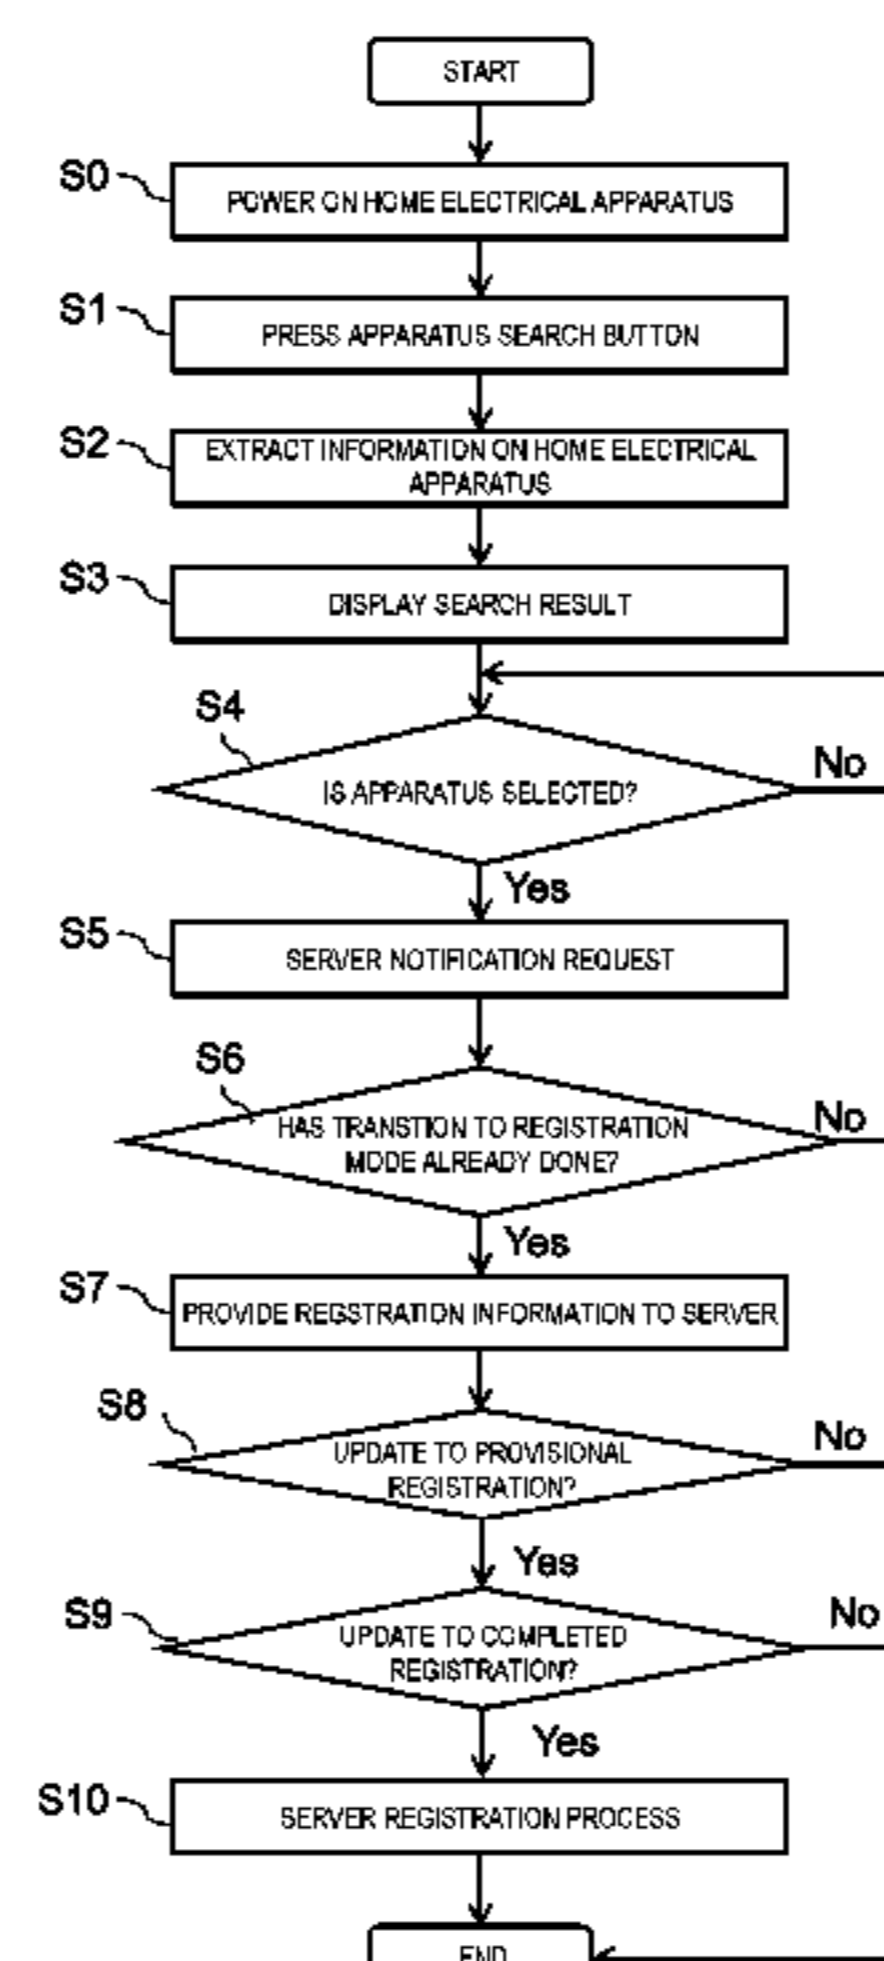 START
S0
POWER ON HOME ELECTRICAL APPARATUS
S1
PRESS APPARATUS SEARCH BUTTON
S2
EXTRACT INFORMATION ON HOME ELECTRICAL
APPARATUS
S3
DISPLAY SEARCH RESULT
S4
IS APPARATUS SELECTED?
No
Yes
S5
SERVER NOTIFICATION REQUEST
S6
HAS TRANSTION TO REGISTRATION
MODE ALREADY DONE?
No
Yes
S7
PROVIDE REGSTRATION INFORMATION TO SERVER
S8
UPDATE TO PROVISIONAL
REGISTRATION?
No
Yes
S9
UPDATE TO COMPLETED
REGISTRATION?
No
Yes
S10
SERVER REGISTRATION PROCESS
END